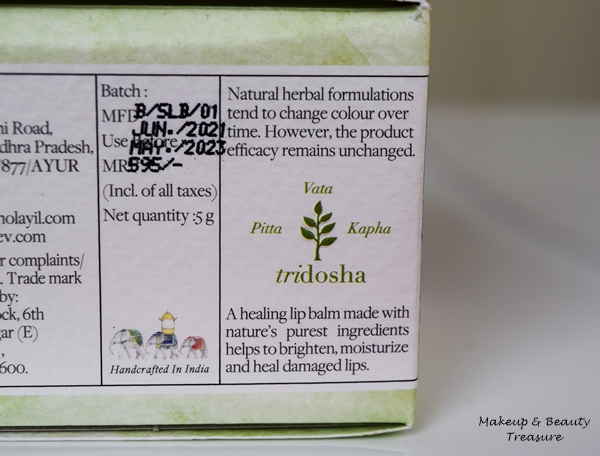 ni Road,
dhra Pradesh,
877/AYUR
holayil.com
ev.com
r complaints/
. Trade mark
by:
ock, 6th
gar (E)
,
600.
Batch :
B/SLB/01
MFD
JUN./2021
Use Before
MAY./2023
MRP
595/-
(Incl. of all taxes)
Net quantity :5 g
Handcrafted In India
Natural herbal formulations
tend to change colour over
time. However, the product
efficacy remains unchanged.
Vata
Pitta Kapha
tridosha
A healing lip balm made with
nature's purest ingredients
helps to brighten, moisturize
and heal damaged lips.
Makeup & Beauty
Treasure